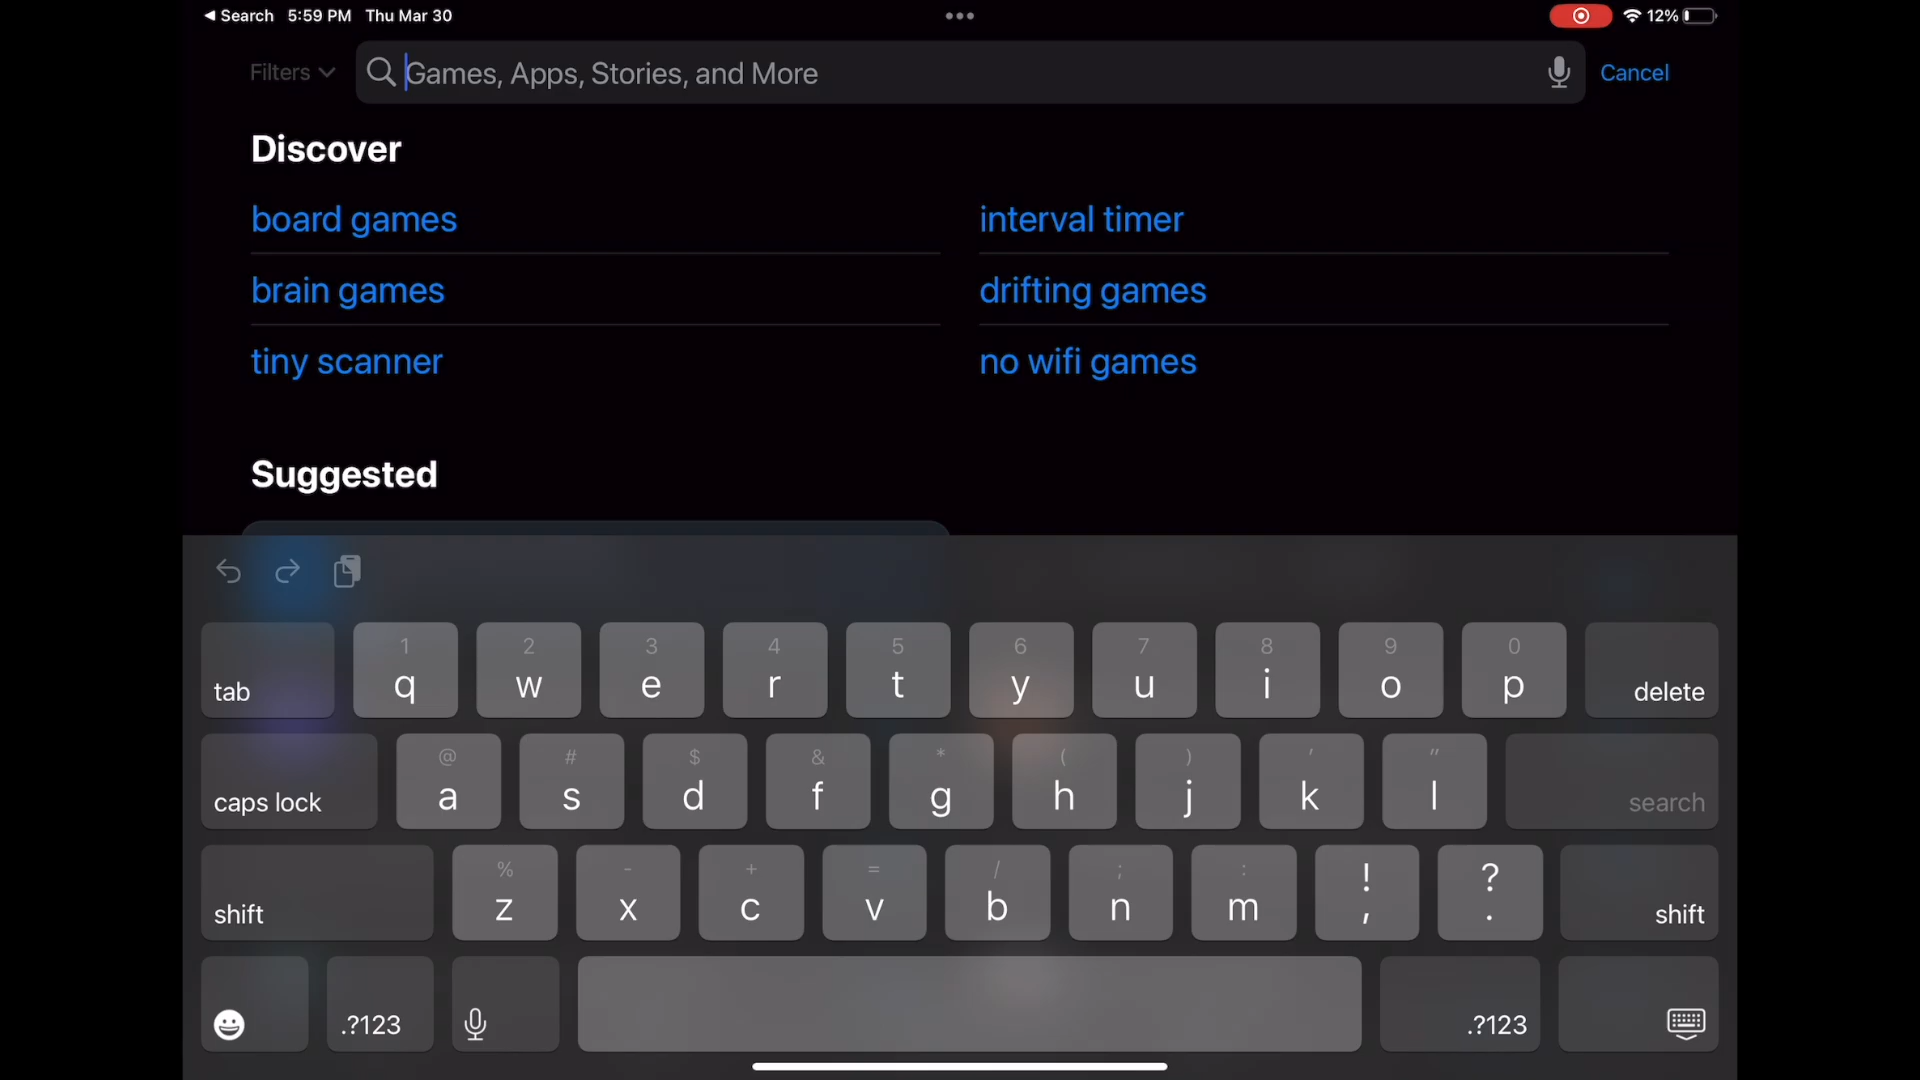 Search 5:59 PM Thu Mar 30 12%
Filters Games, Apps, Stories, and More Cancel
Discover
board games interval timer
brain games drifting games
tiny scanner no wifi games
Suggested
1 2 3 4 5 6 7 8 9 0
tab q w e r t y u i o p delete
@ # $ & * ( ) ' "
caps lock a s d f g h j k l search
% - + = / ; : ! ?
shift z x c v b n m , . shift
.?123 .?123